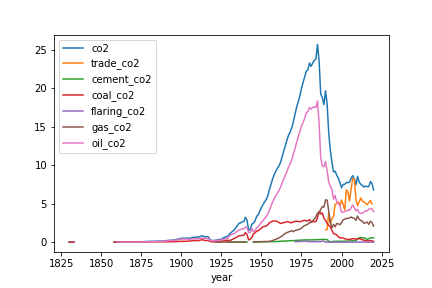 co2
trade_co2
cement_co2
coal_co2
flaring_co2
gas_co2
oil_co2
25
20
15
10
5
0
1825 1850 1875 1900 1925 1950 1975 2000 2025
year